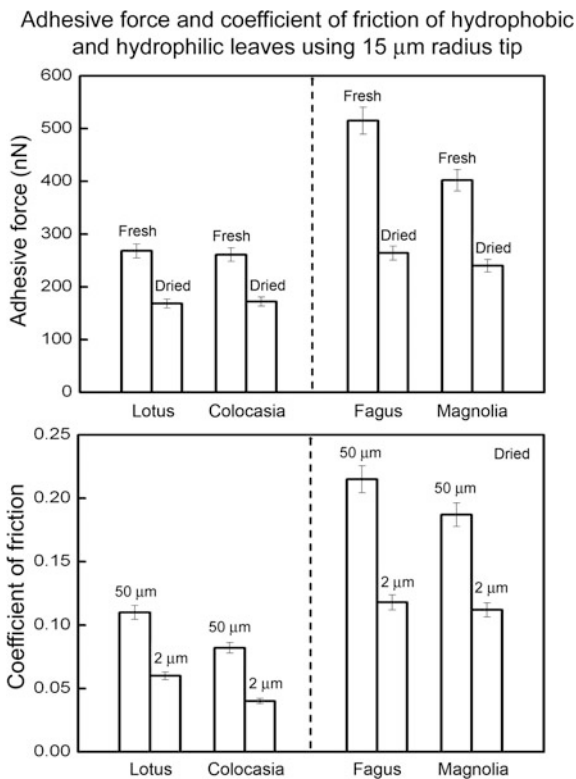 Adhesive force and coefficient of friction of hydrophobic
and hydrophilic leaves using 15 μm radius tip
Adhesive force (nN)
600
500
400
300
200
100
0
Fresh
Dried
Fresh
Dried
Fresh
Dried
Fresh
Dried
Lotus
Colocasia
Fagus
Magnolia
Coefficient of friction
0.25
0.20
0.15
0.10
0.05
0.00
Dried
50 μm
2 μm
50 μm
2 μm
50 μm
2 μm
50 μm
2 μm
Lotus
Colocasia
Fagus
Magnolia